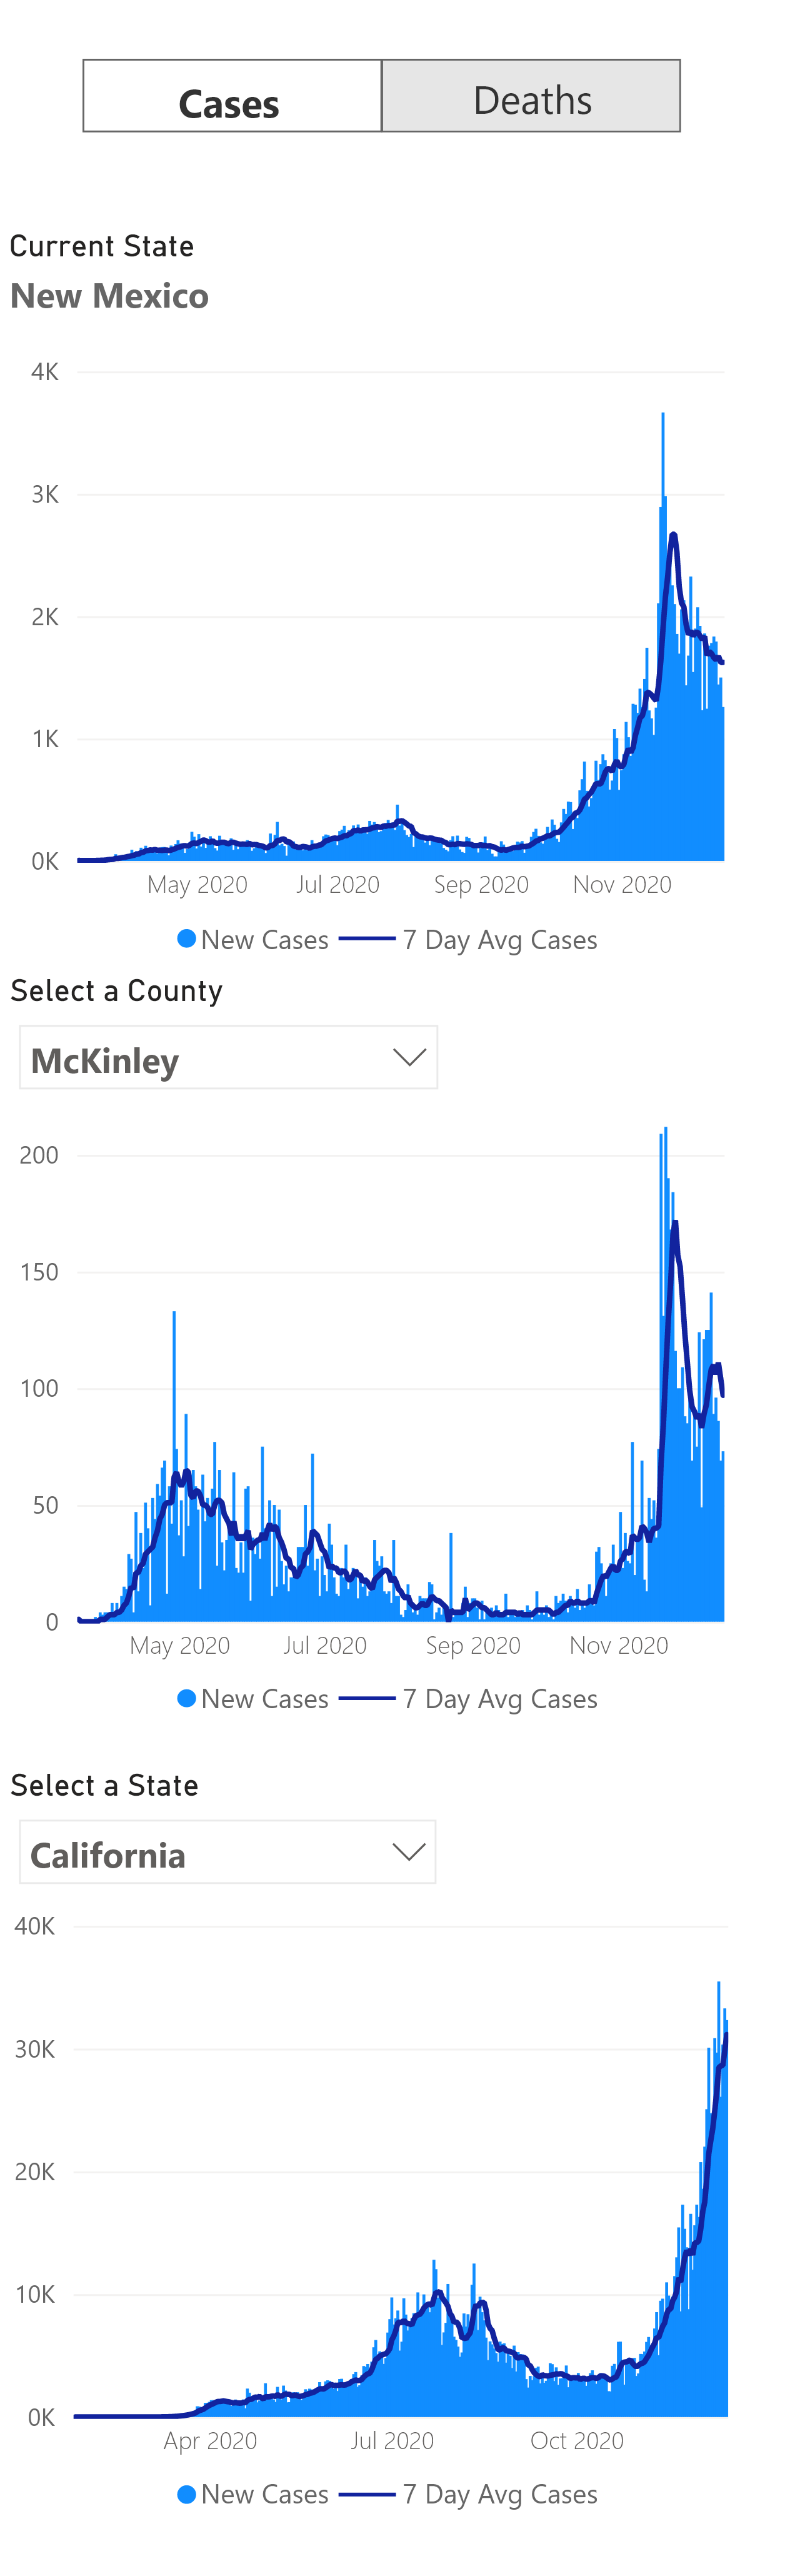 Cases Deaths
Current State
New Mexico
4K
3K
2K
1K
0K
May 2020 Jul 2020 Sep 2020 Nov 2020
New Cases 7 Day Avg Cases
Select a County
McKinley
200
150
100
50
0
May 2020 Jul 2020 Sep 2020 Nov 2020
New Cases 7 Day Avg Cases
Select a State
California
40K
30K
20K
10K
0K
Apr 2020 Jul 2020 Oct 2020
New Cases 7 Day Avg Cases